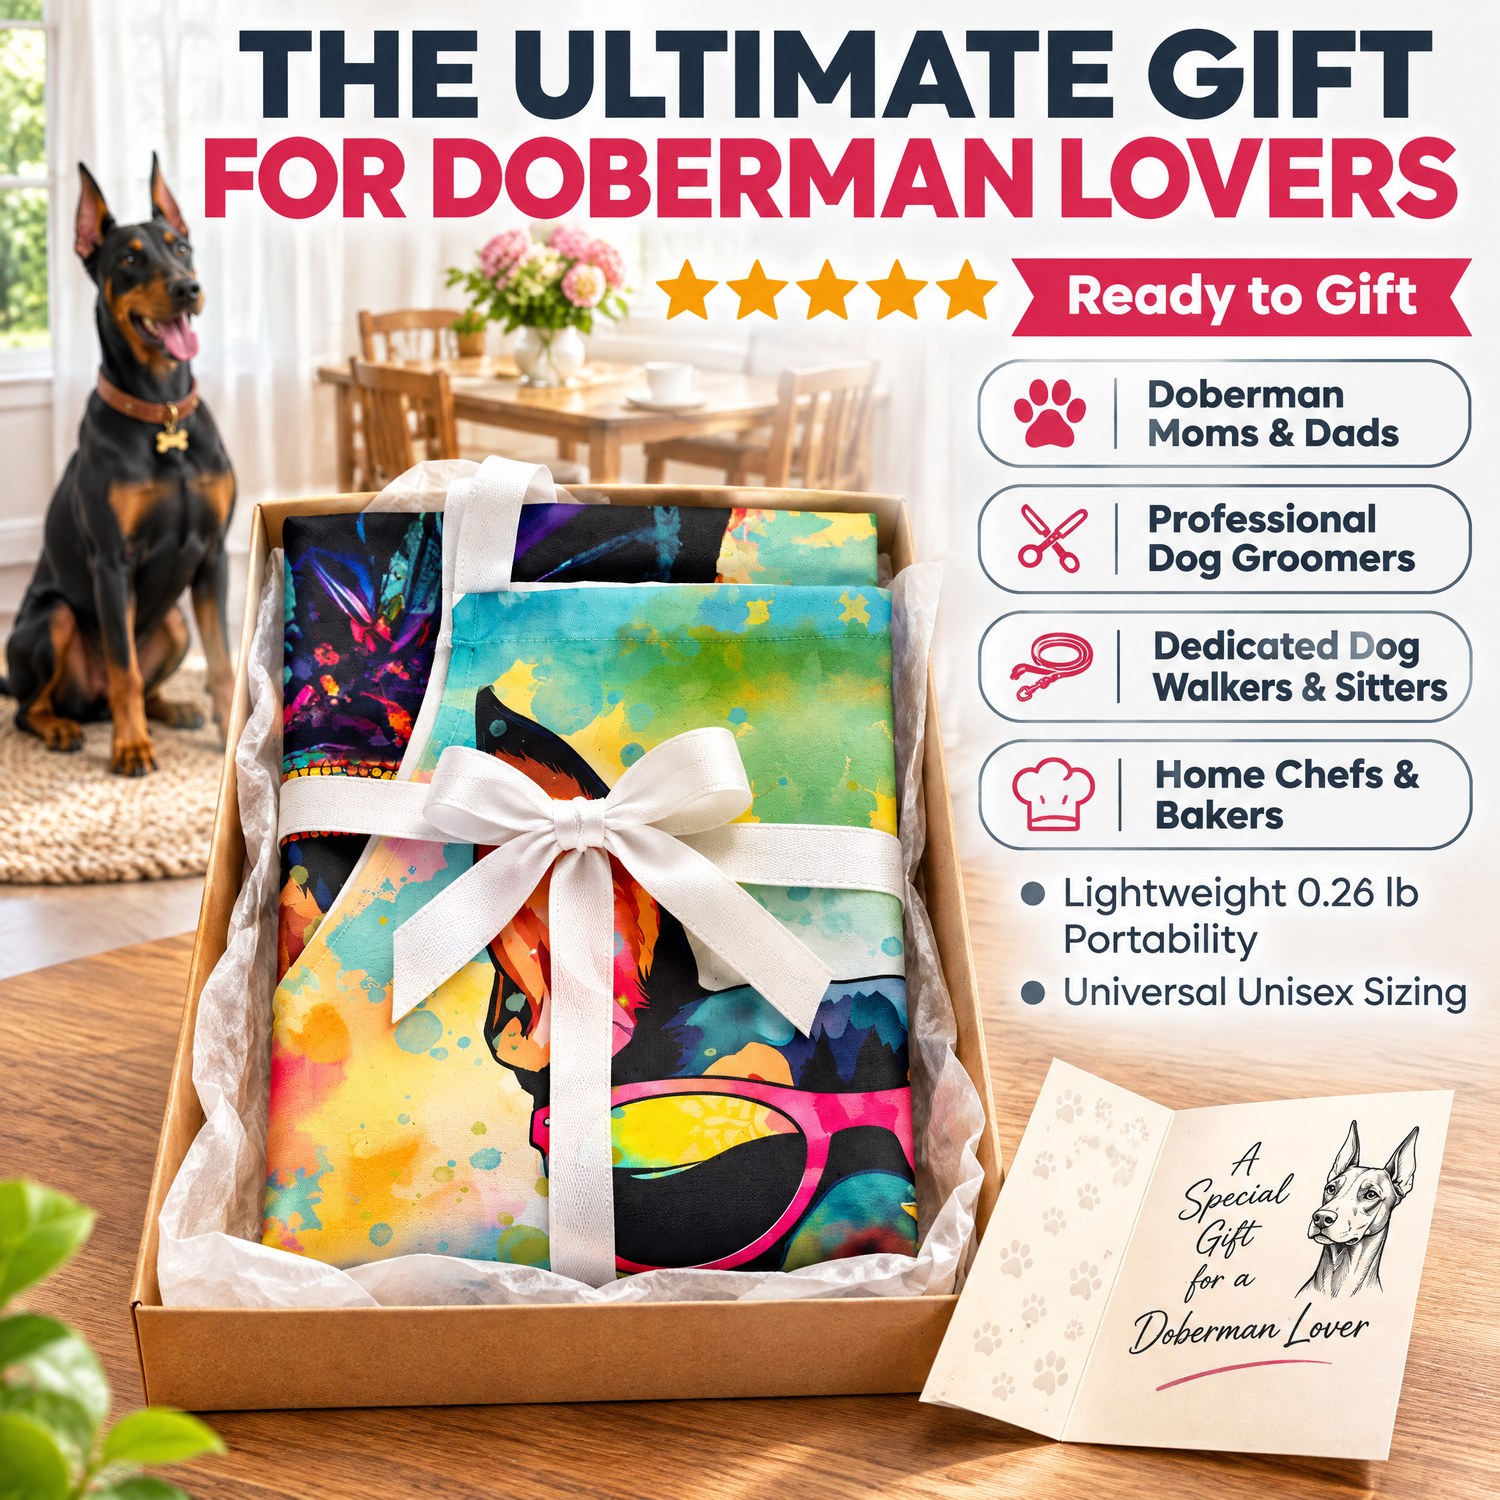 THE ULTIMATE GIFT
FOR DOBERMAN LOVERS
Ready to Gift
Doberman
Moms & Dads
Professional
Dog Groomers
Dedicated Dog
Walkers & Sitters
Home Chefs &
Bakers
Lightweight 0.26 lb
Portability
Universal Unisex Sizing
A
Special
Gift
for a
Doberman Lover